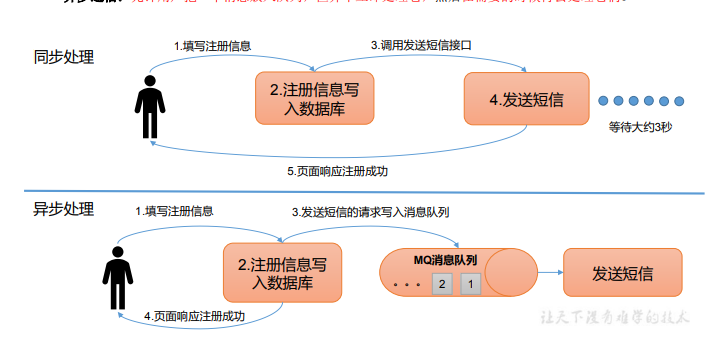 同步处理
1.填写注册信息
3.调用发送短信接口
2.注册信息写
入数据库
4.发送短信
等待大约3秒
5.页面响应注册成功
异步处理
1.填写注册信息
3.发送短信的请求写入消息队列
2.注册信息写
入数据库
MQ消息队列
• • •
2
1
发送短信
4.页面响应注册成功
让天下没有难学的技术